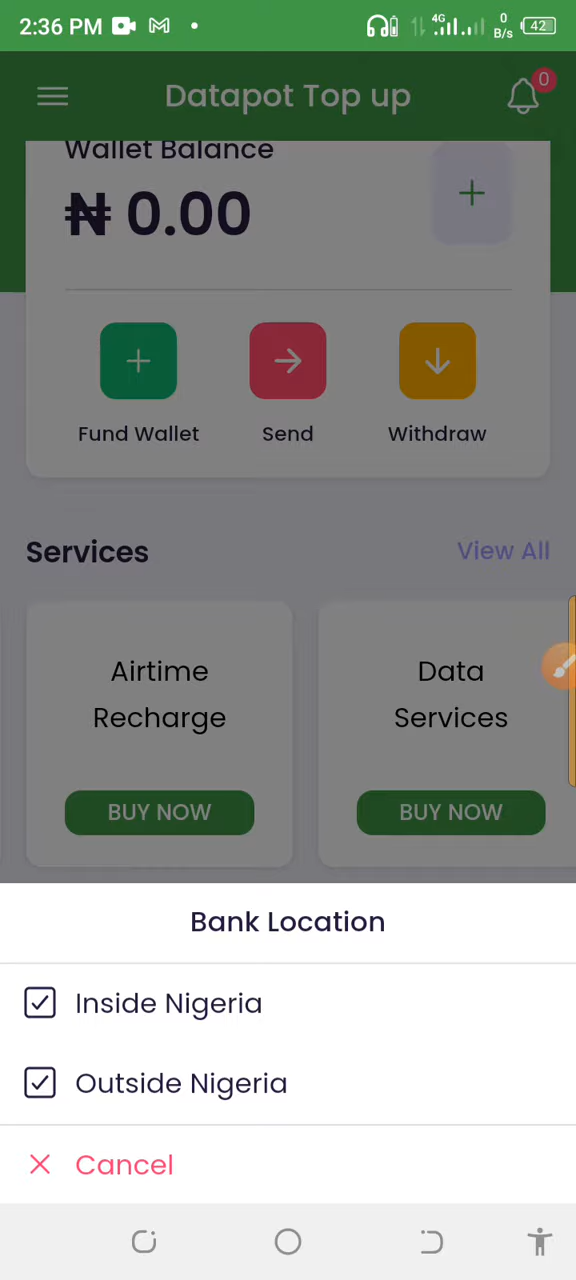 2:36 PM
4G
0
B/s
42
Datapot Top up
0
Wallet Balance
₦ 0.00
Fund Wallet
Send
Withdraw
Services
View All
Airtime
Recharge
Data
Services
BUY NOW
BUY NOW
Bank Location
Inside Nigeria
Outside Nigeria
Cancel